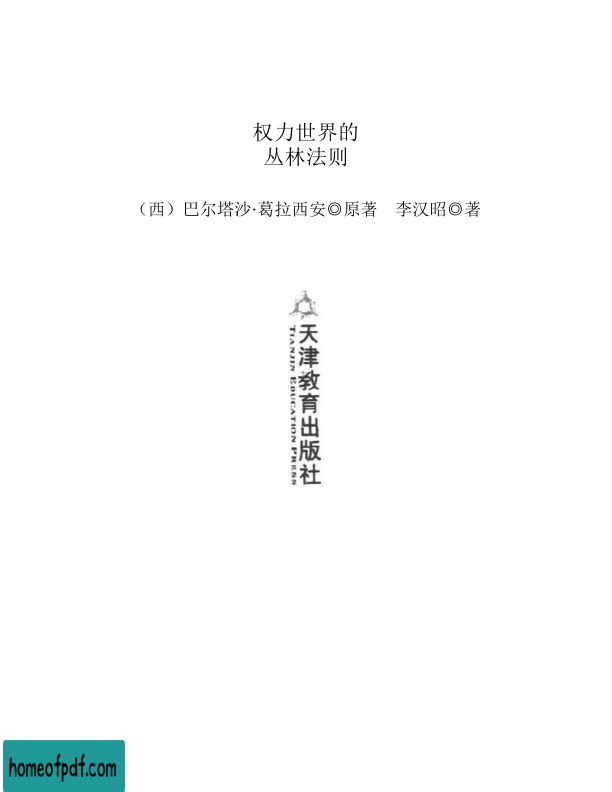 权力世界的
丛林法则
（西）巴尔塔沙·葛拉西安◎原著　李汉昭◎著
天津教育出版社
TIANJIN EDUCATION PRESS
homeofpdf.com